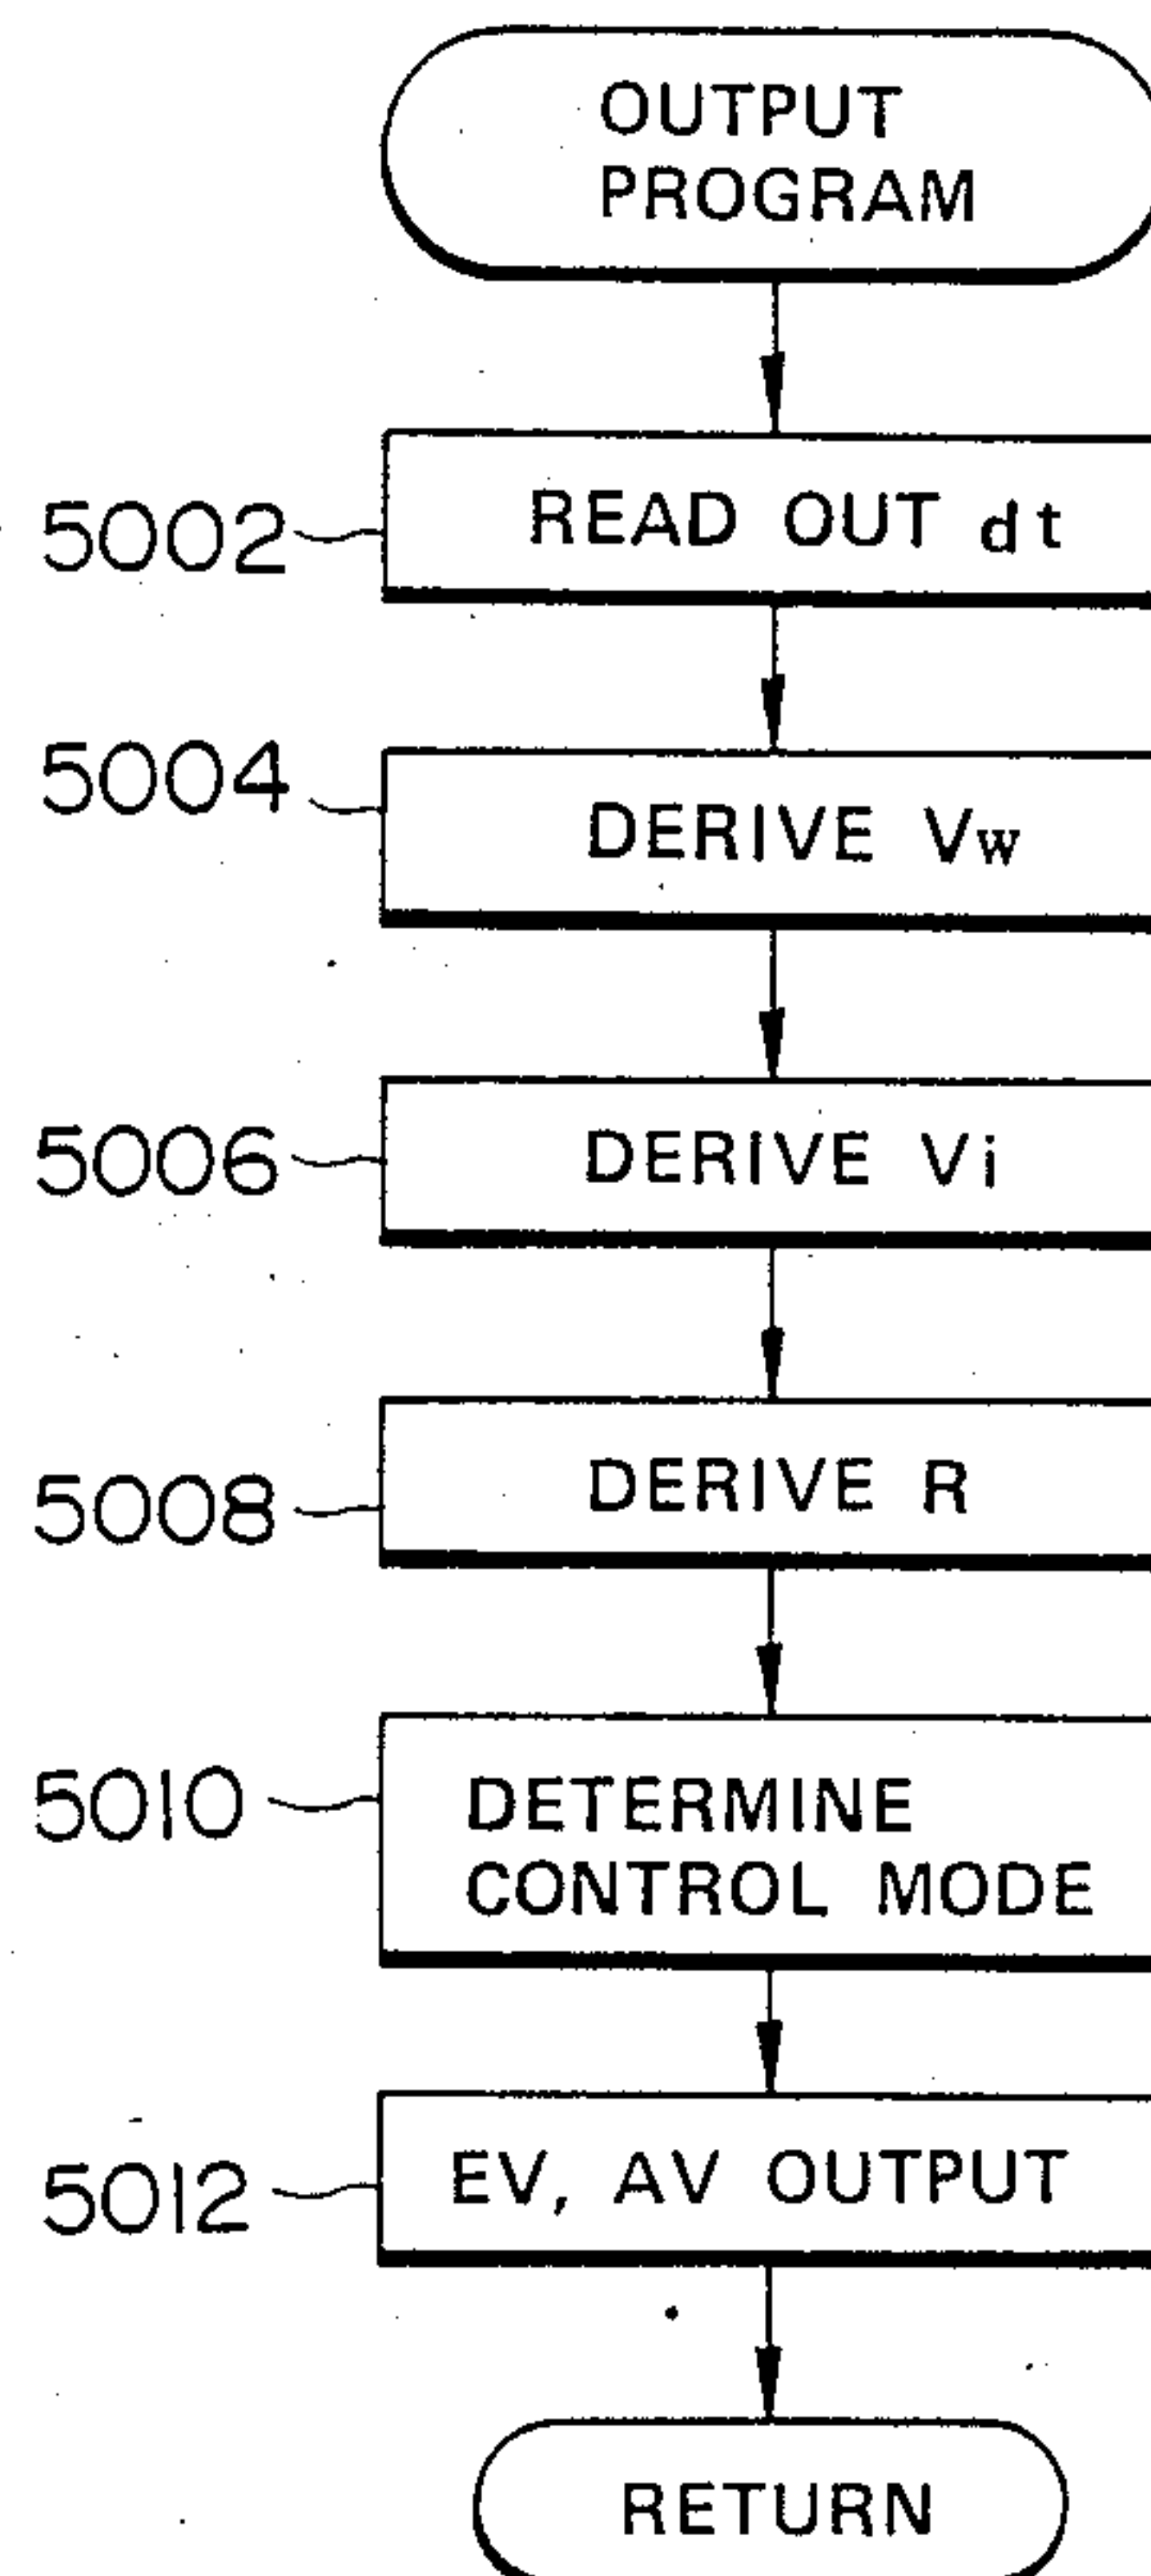 OUTPUT
PROGRAM
5002
READ OUT dt
5004
DERIVE Vw
5006
DERIVE Vi
5008
DERIVE R
5010
DETERMINE
CONTROL MODE
5012
EV, AV OUTPUT
RETURN